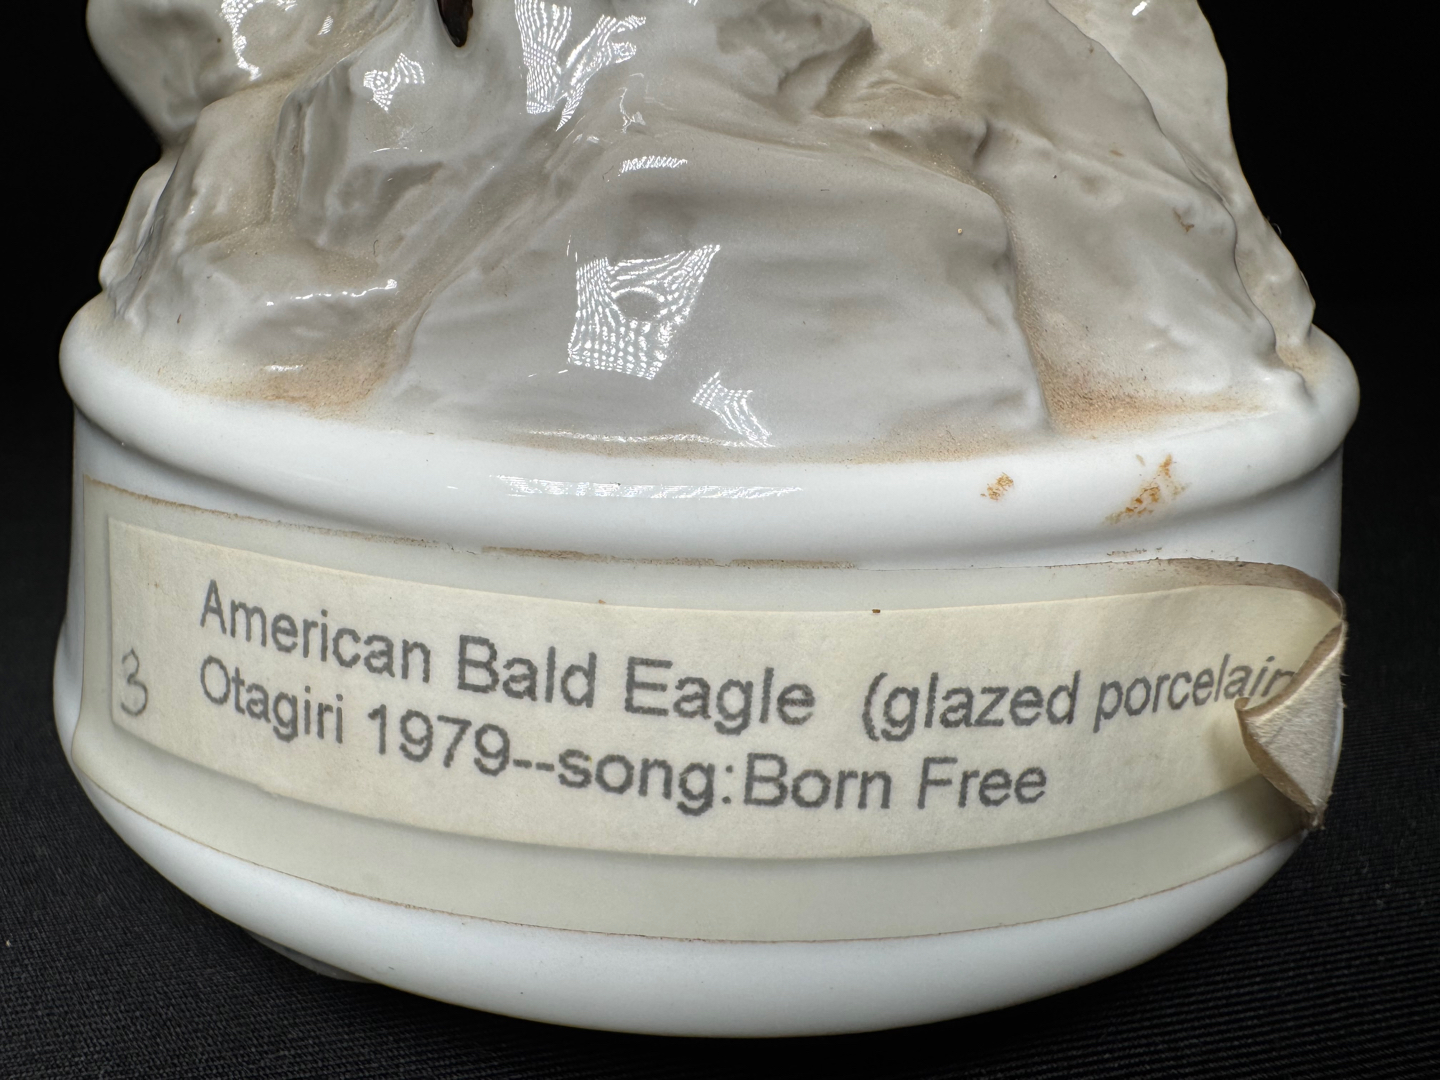 American Bald Eagle (glazed porcelain
Otagiri 1979--song:Born Free
3